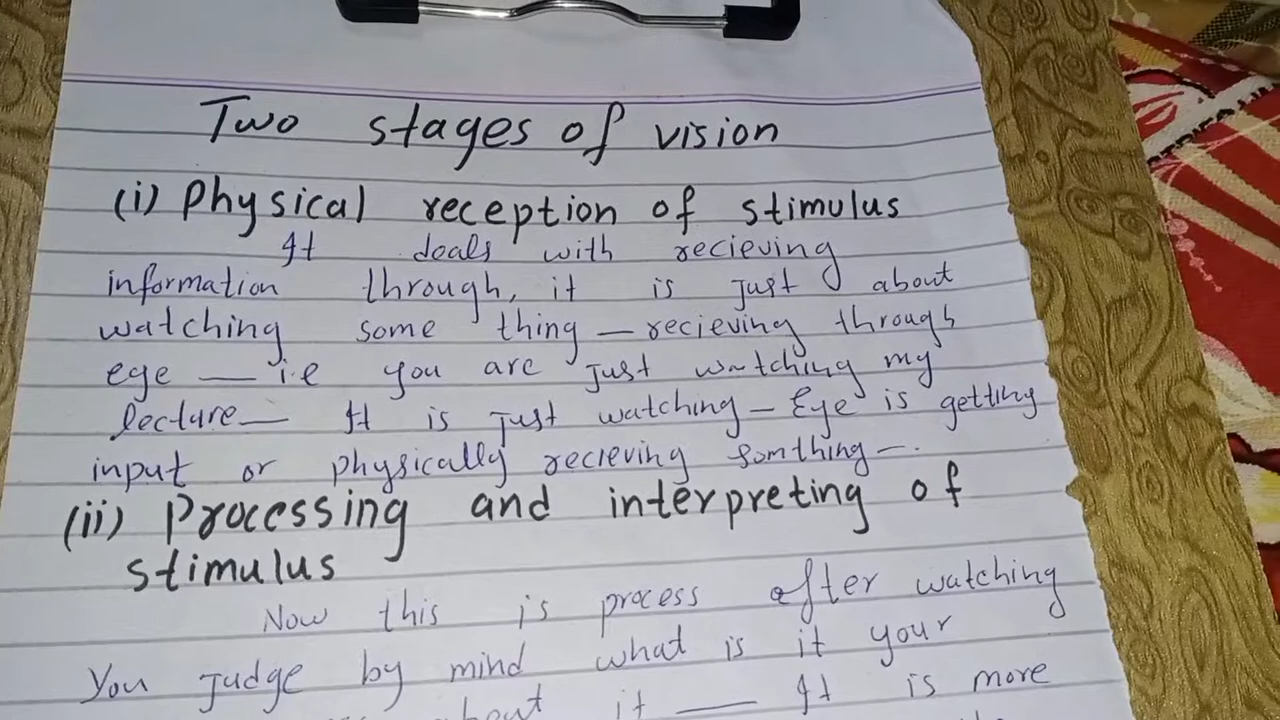 Two stages of vision
(i) Physical reception of stimulus
It deals with recieving
information through, it is just about
watching some thing — recieving through
eye — i.e you are just watching my
lecture — It is just watching — Eye is getting
input or physically recieving somthing —.
(ii) Processing and interpreting of
stimulus
Now this is process after watching
You judge by mind what is it your
about it — It is more